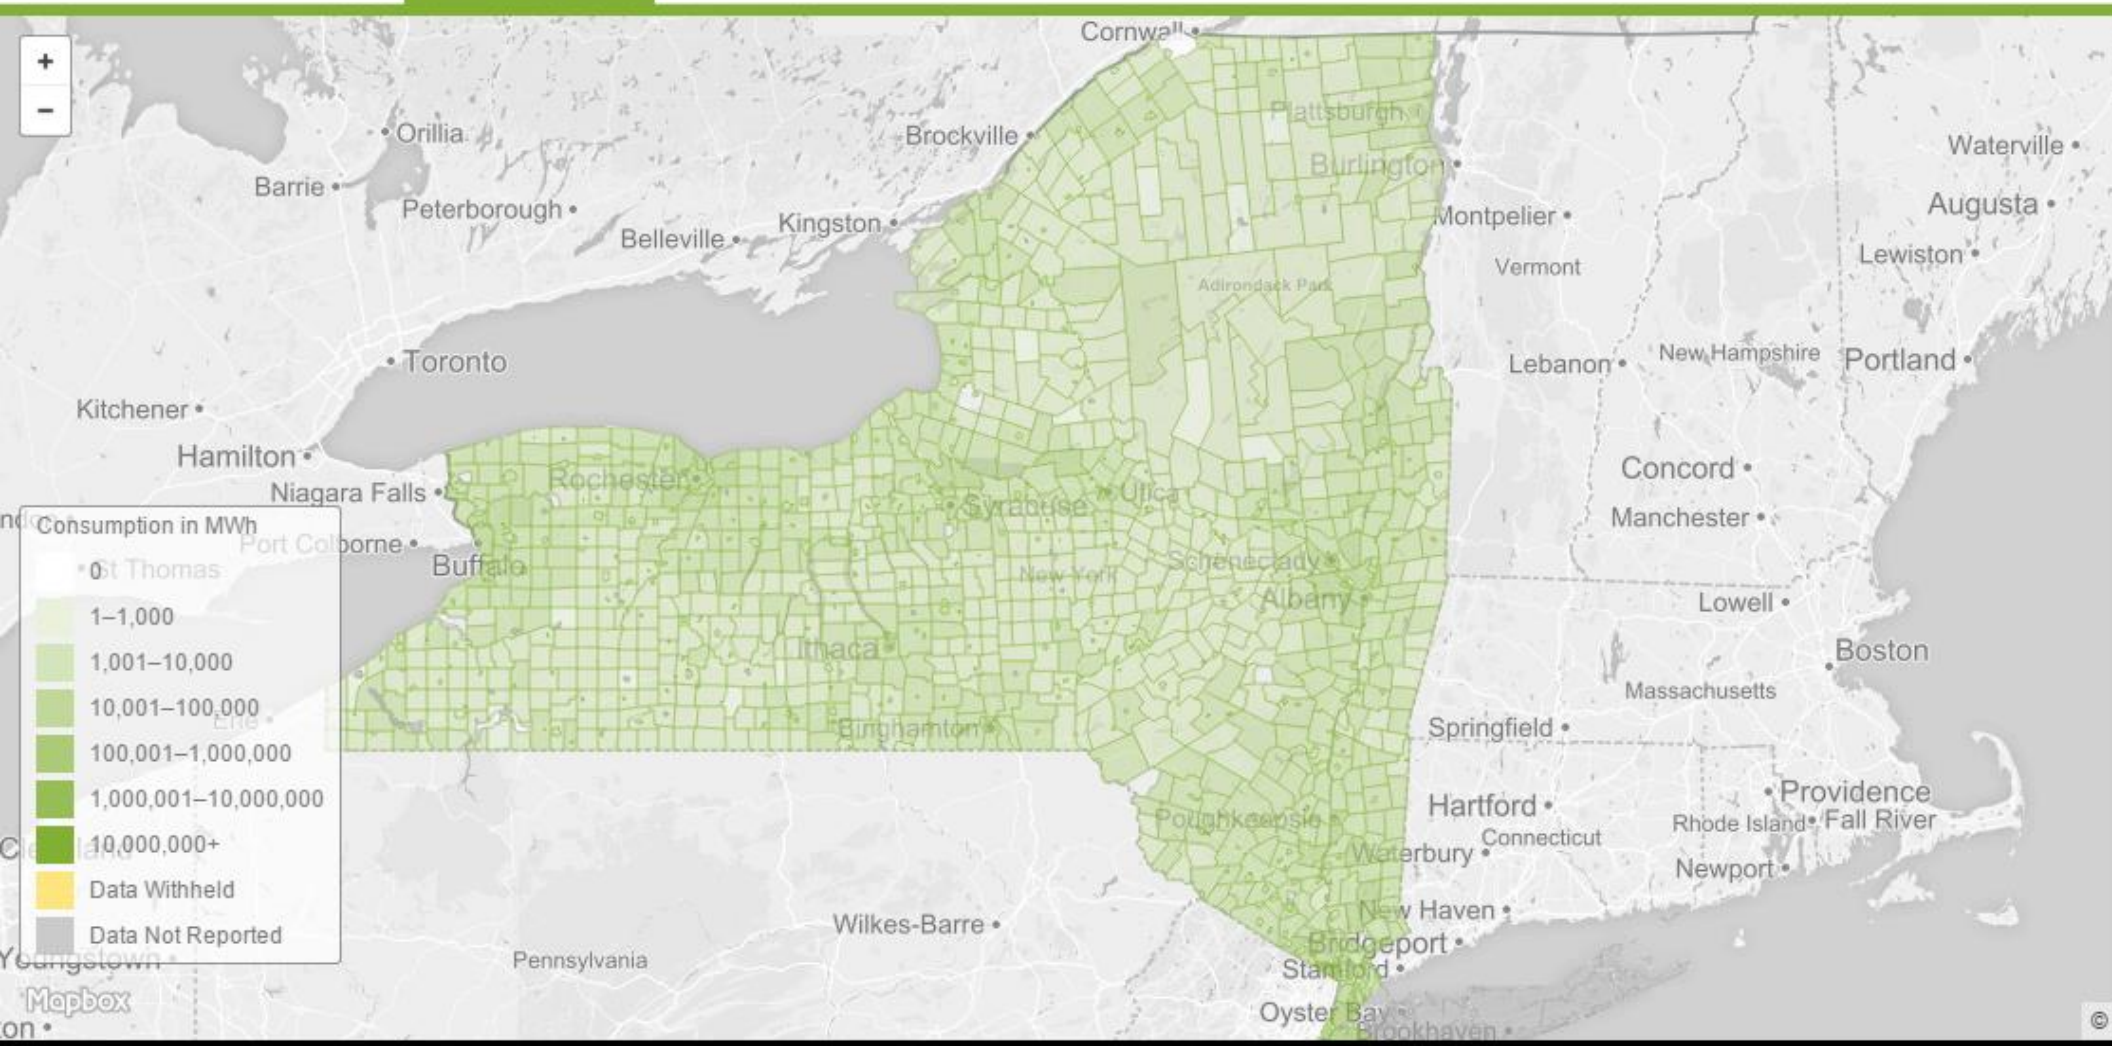 Cornwall
+
−
Orillia
Brockville
Plattsburgh
Waterville
Burlington
Barrie
Peterborough
Augusta
Kingston
Montpelier
Belleville
Lewiston
Vermont
Adirondack Park
Toronto
Lebanon
New Hampshire
Portland
Kitchener
Hamilton
Concord
Rochester
Niagara Falls
Syracuse
Utica
Manchester
Consumption in MWh
Port Colborne
Buffalo
St Thomas
0
New York
Schenectady
Albany
Lowell
1–1,000
Ithaca
Boston
1,001–10,000
Massachusetts
10,001–100,000
Erie
Binghamton
Springfield
100,001–1,000,000
1,000,001–10,000,000
Providence
Hartford
Poughkeepsie
Rhode Island
Fall River
Connecticut
10,000,000+
Waterbury
Newport
Data Withheld
New Haven
Wilkes-Barre
Data Not Reported
Bridgeport
Youngstown
Pennsylvania
Stamford
Mapbox
Oyster Bay
Brookhaven
©